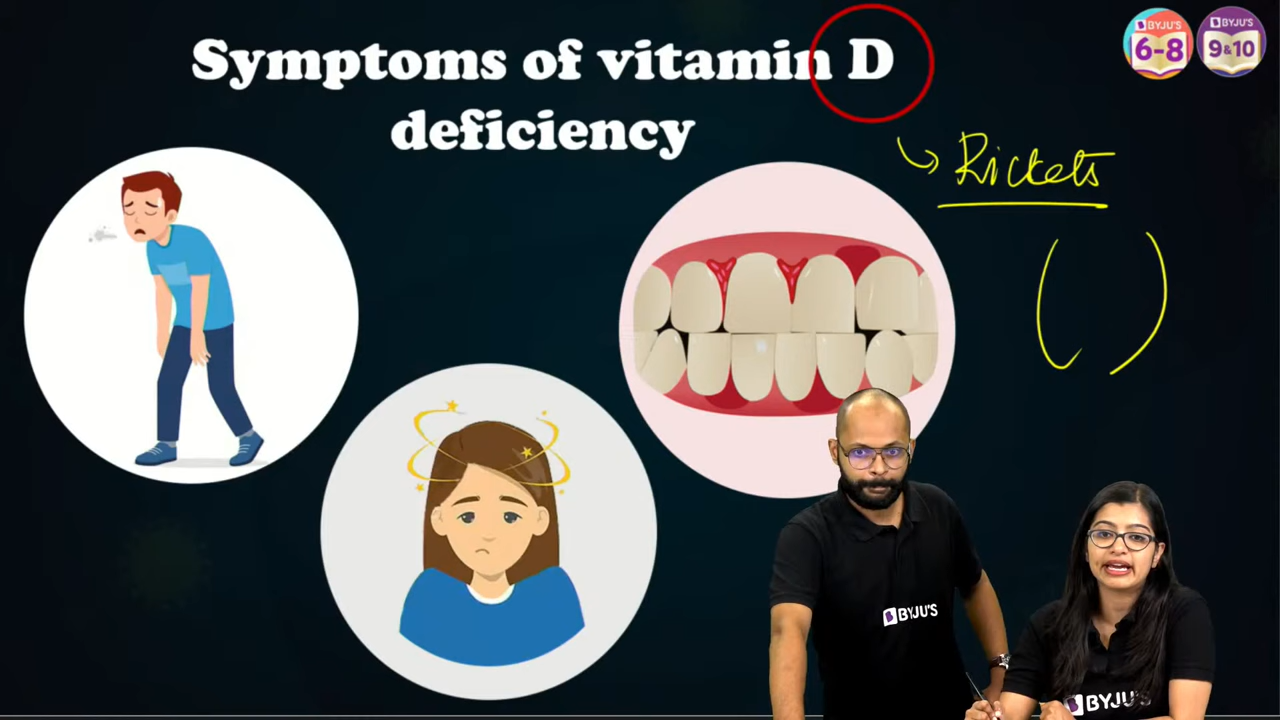 Symptoms of vitamin D
deficiency
BYJU'S
6-8
BYJU'S
9&10
Rickets
BYJU'S
BYJU'S